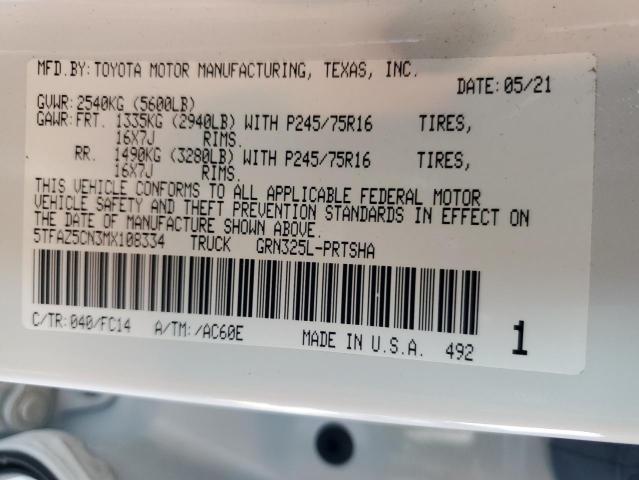 MFD.BY: TOYOTA MOTOR MANUFACTURING, TEXAS, INC.
DATE: 05/21
GVWR: 2540KG (5600LB)
GAWR: FRT. 1335KG (2940LB) WITH P245/75R16 TIRES,
16X7J RIMS.
RR. 1490KG (3280LB) WITH P245/75R16 TIRES,
16X7J RIMS.
THIS VEHICLE CONFORMS TO ALL APPLICABLE FEDERAL MOTOR
VEHICLE SAFETY AND THEFT PREVENTION STANDARDS IN EFFECT ON
THE DATE OF MANUFACTURE SHOWN ABOVE.
5TFAZ5CN3MX108334 TRUCK GRN325L-PRTSHA
C/TR: 040/FC14 A/TM: /AC60E MADE IN U.S.A. 492 1